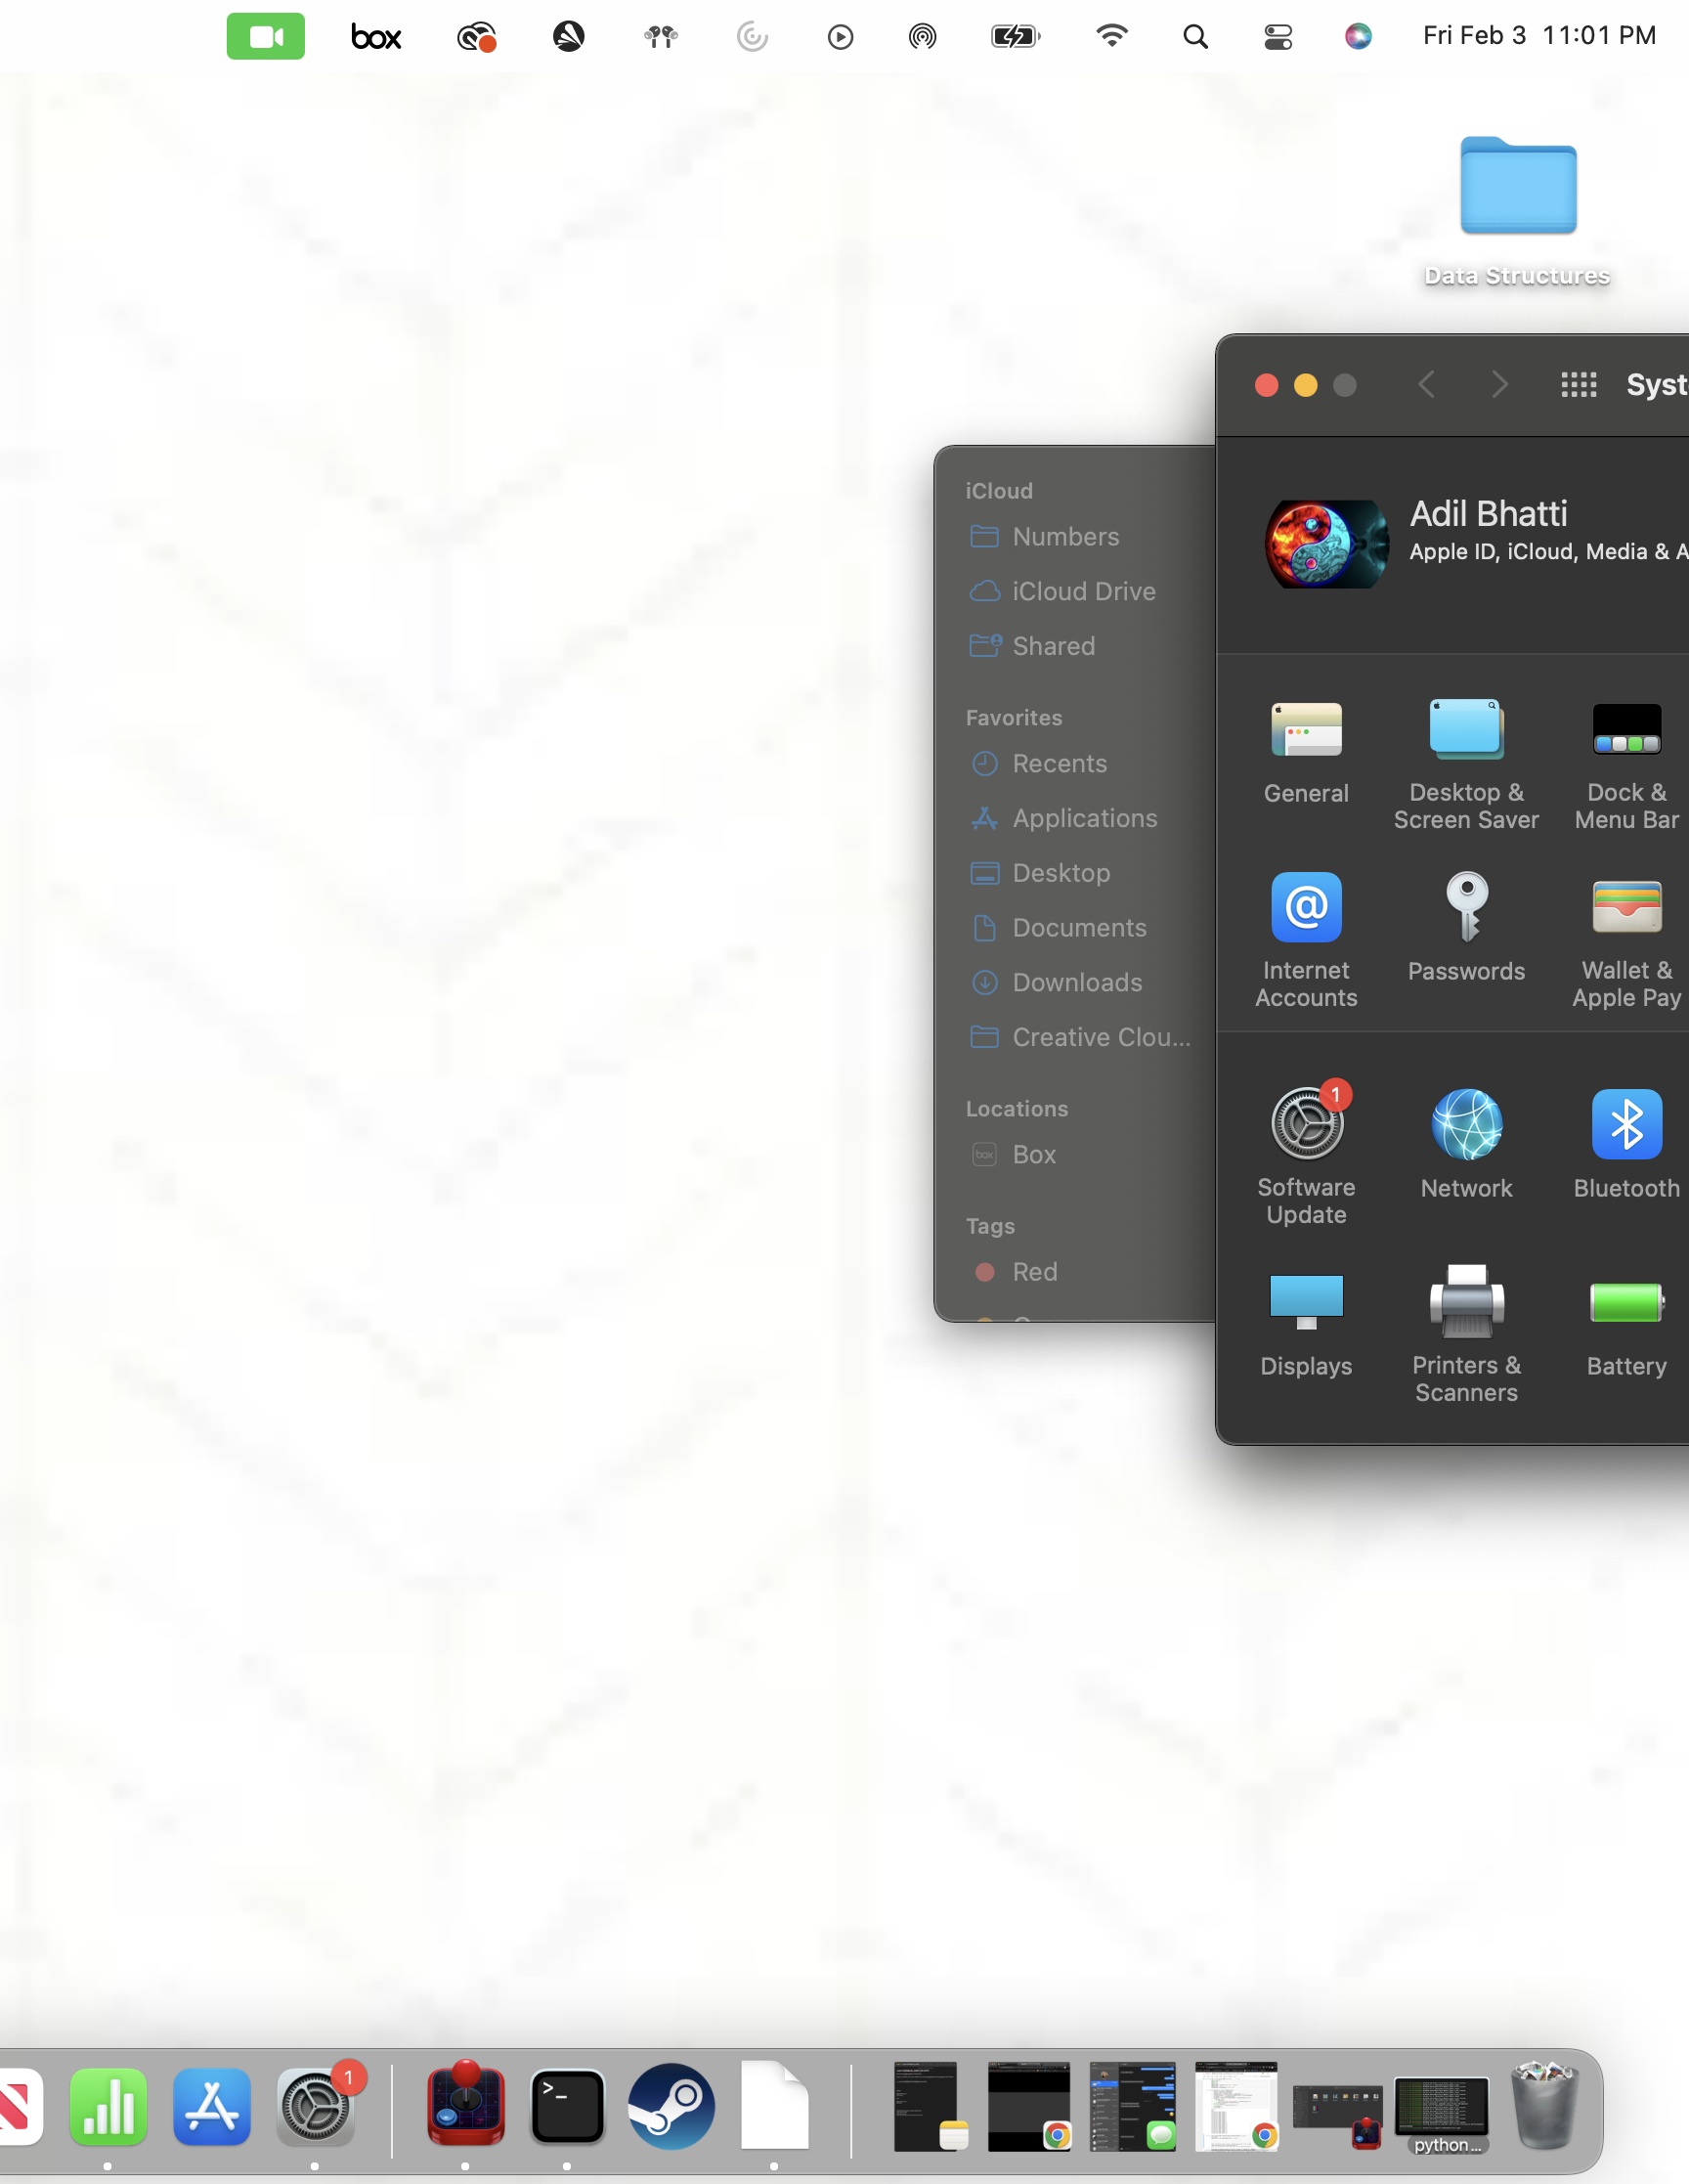 box
Fri Feb 3 11:01 PM
Data Structures
Syst
Adil Bhatti
Apple ID, iCloud, Media & A
iCloud
Numbers
iCloud Drive
Shared
Favorites
Recents
Applications
Desktop
Documents
Downloads
Creative Clou...
Locations
box
Box
Tags
Red
General
Desktop &
Screen Saver
Dock &
Menu Bar
@
Internet
Accounts
Passwords
Wallet &
Apple Pay
1
Software
Update
Network
Bluetooth
Displays
Printers &
Scanners
Battery
1
>_
python...